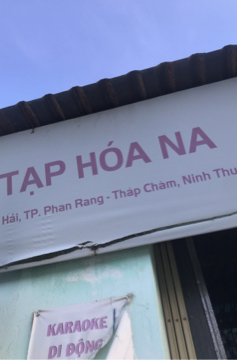 TẠP HÓA NA
Hải, TP. Phan Rang - Tháp Chàm, Ninh Thu
KARAOKE
DI ĐỘNG